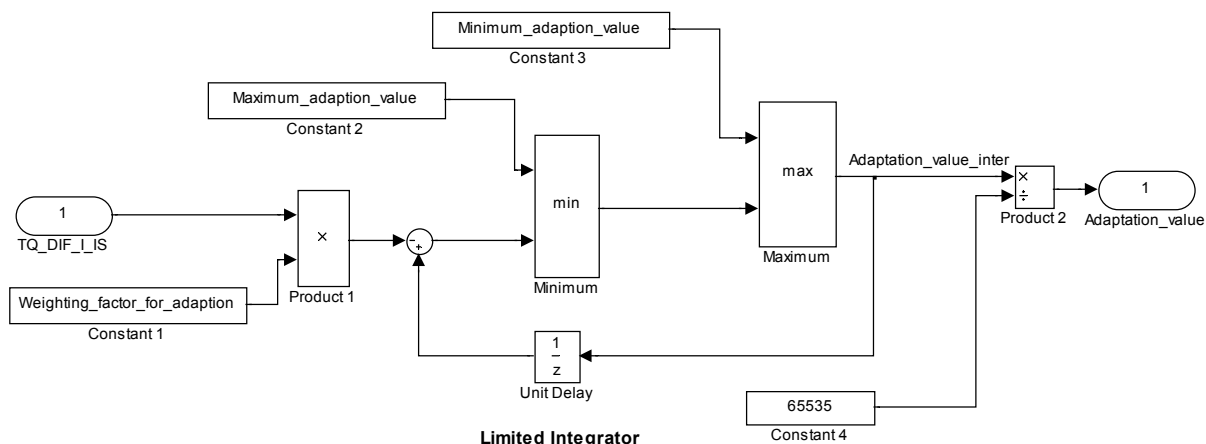 Minimum_adaption_value
Constant 3
Maximum_adaption_value
Constant 2
min
Minimum
max
Maximum
Adaptation_value_inter
×
÷
Product 2
1
Adaptation_value
1
TQ_DIF_I_IS
×
Product 1
-
+
Weighting_factor_for_adaption
Constant 1
1
z
Unit Delay
65535
Constant 4
Limited Integrator